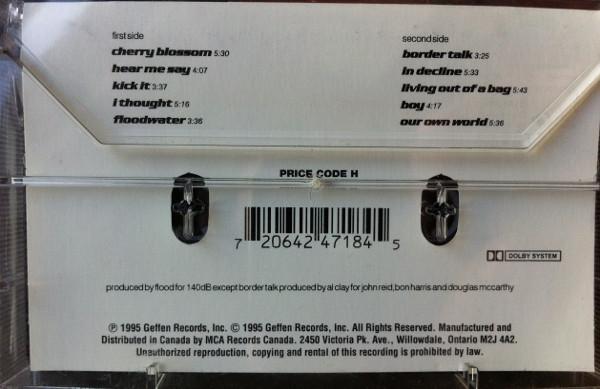 first side
cherry blossom 5:30
hear me say 4:07
kick it 3:37
i thought 5:16
floodwater 3:36
second side
border talk 3:25
in decline 5:33
living out of a bag 5:43
boy 4:17
our own world 5:36
PRICE CODE H
7 20642 47184 5
DOLBY SYSTEM
produced by flood for 140dB except border talk produced by al clay for john reid, bon harris and douglas mccarthy
℗ 1995 Geffen Records, Inc. © 1995 Geffen Records, Inc. All Rights Reserved. Manufactured and
Distributed in Canada by MCA Records Canada. 2450 Victoria Pk. Ave., Willowdale, Ontario M2J 4A2.
Unauthorized reproduction, copying and rental of this recording is prohibited by law.